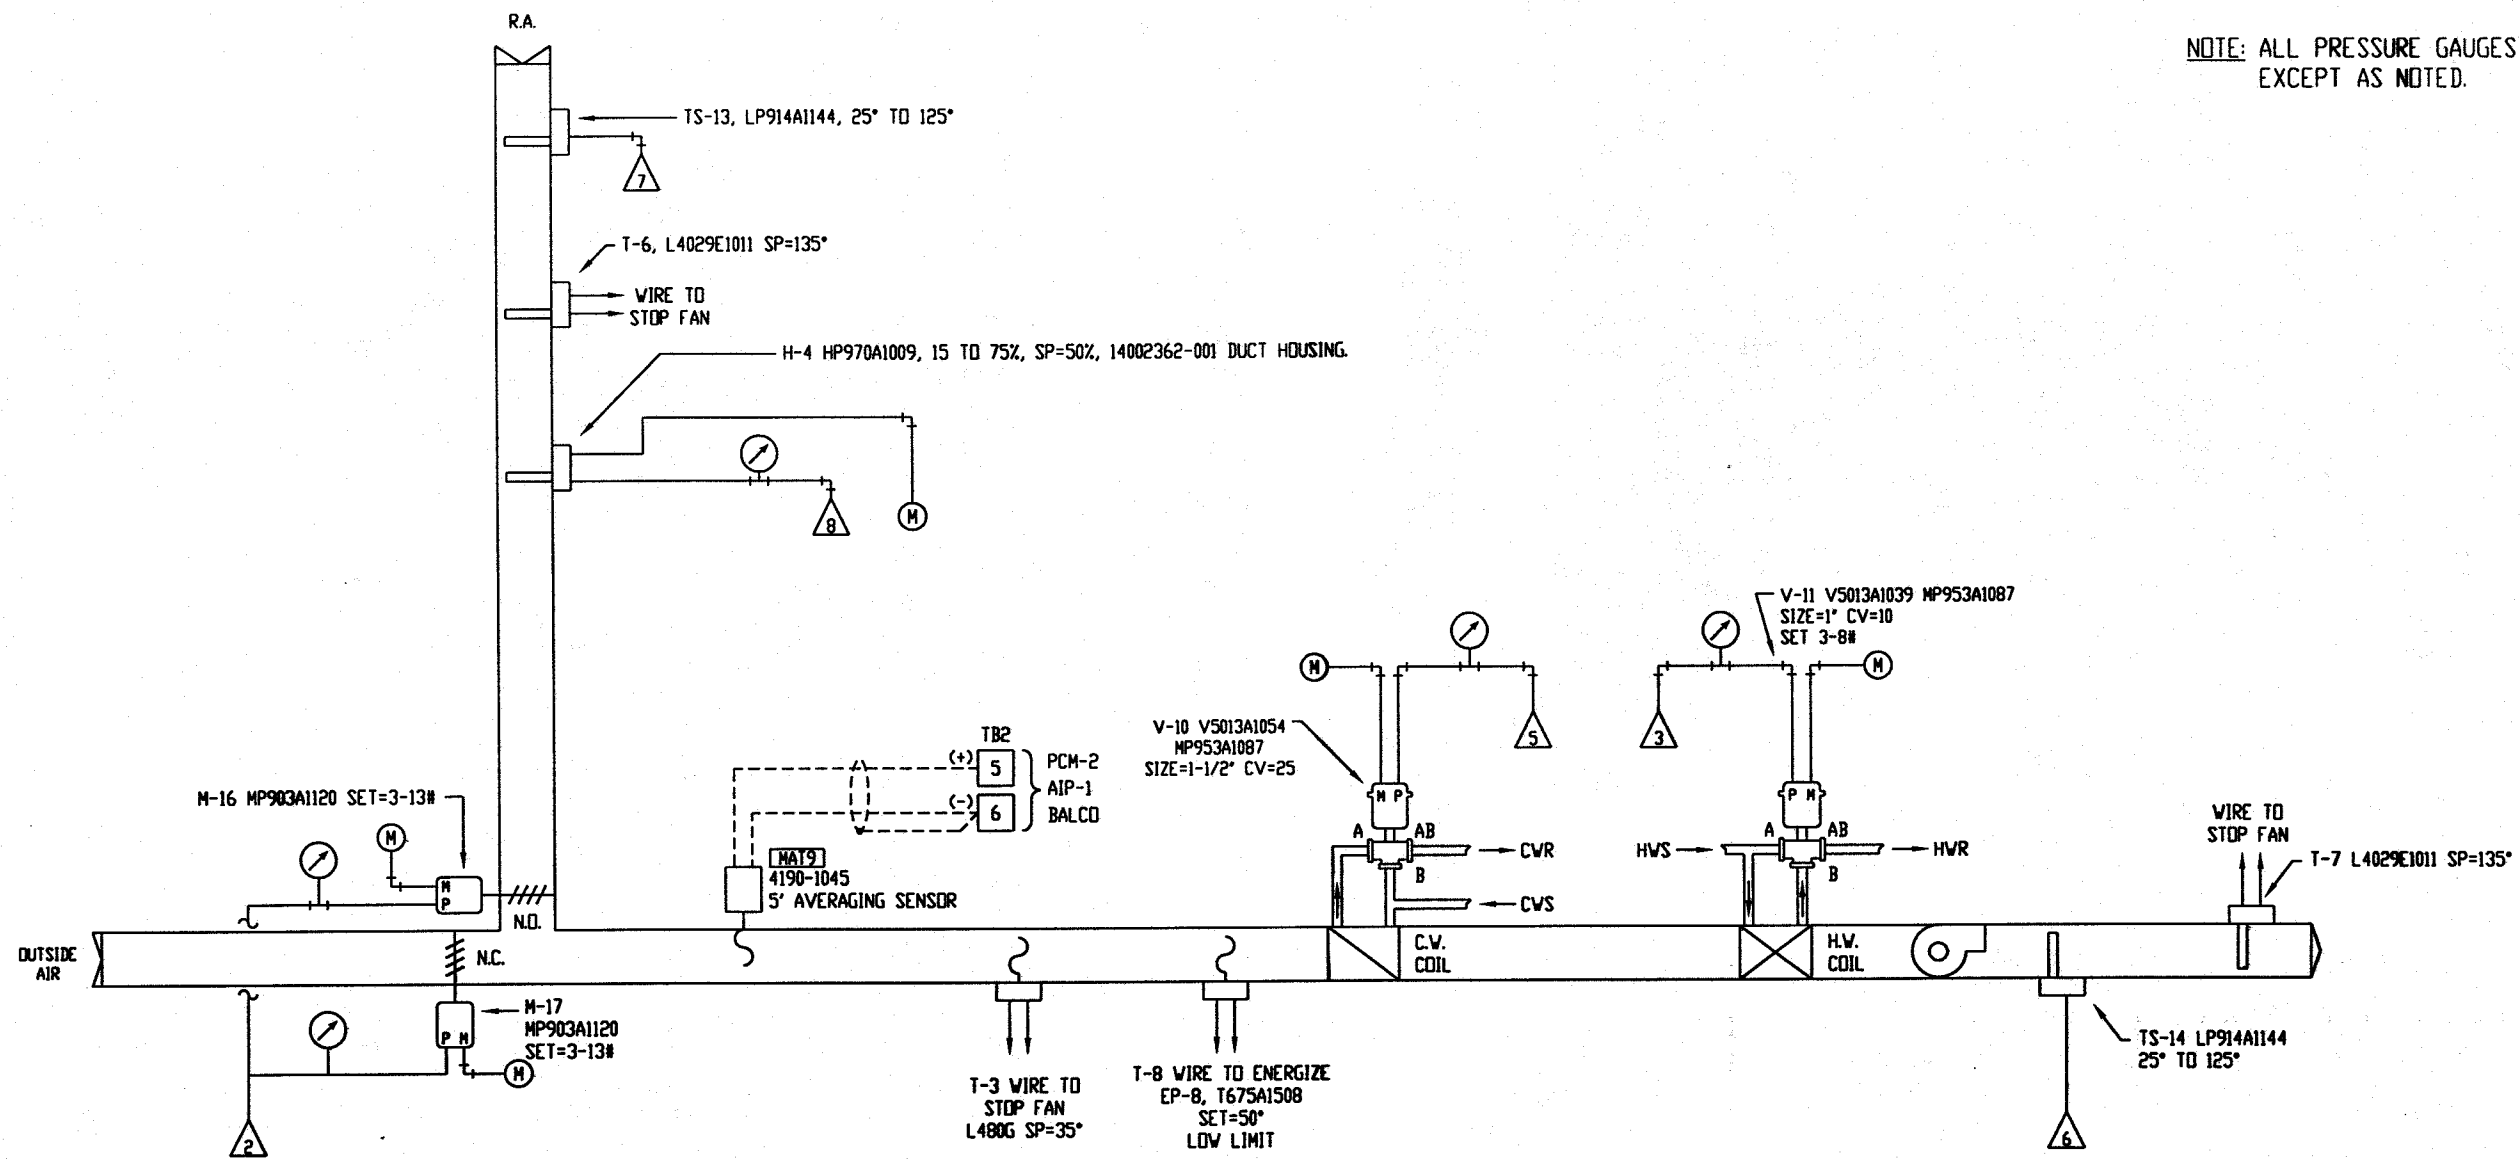 R.A.
NOTE: ALL PRESSURE GAUGES
EXCEPT AS NOTED.
TS-13, LP914A1144, 25° TO 125°
7
T-6, L4029E1011 SP=135°
WIRE TO
STOP FAN
H-4 HP970A1009, 15 TO 75%, SP=50%, 14002362-001 DUCT HOUSING.
8
M
V-11 V5013A1039 MP953A1087
SIZE=1" CV=10
SET 3-8#
M
M
V-10 V5013A1054
MP953A1087
SIZE=1-1/2" CV=25
5
3
TB2
(+)
5
PCM-2
AIP-1
(-)
6
BALCO
M-16 MP903A1120 SET=3-13#
M
M P
P M
A
AB
B
CWR
CWS
HWS
A
AB
B
HWR
WIRE TO
STOP FAN
T-7 L4029E1011 SP=135°
MAT9
4190-1045
5' AVERAGING SENSOR
M
P
N.O.
OUTSIDE
AIR
N.C.
C.W.
COIL
H.W.
COIL
M-17
MP903A1120
SET=3-13#
P M
M
2
T-3 WIRE TO
STOP FAN
L480G SP=35°
T-8 WIRE TO ENERGIZE
EP-8, T675A1508
SET=50°
LOW LIMIT
TS-14 LP914A1144
25° TO 125°
6